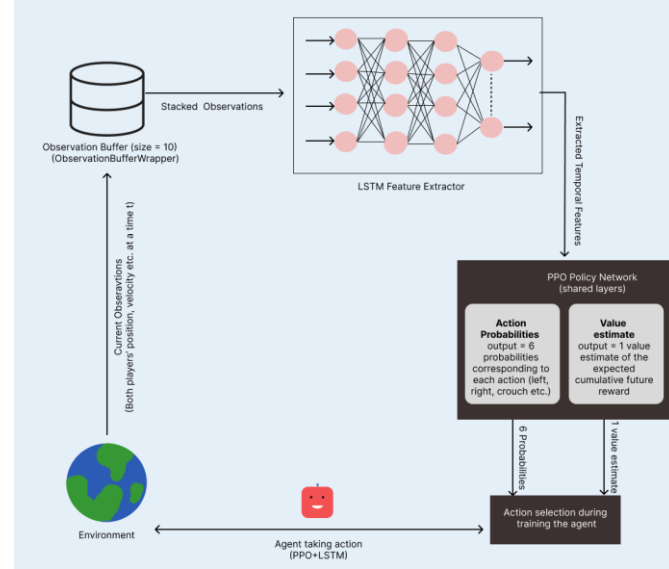 Stacked Observations
Observation Buffer (size = 10)
(ObservationBufferWrapper)
LSTM Feature Extractor
Extracted Temporal
Features
PPO Policy Network
(shared layers)
Action
Probabilities
output = 6
probabilities
corresponding to
each action (left,
right, crouch etc.)
Value
estimate
output = 1 value
estimate of the
expected
cumulative future
reward
6 Probabilities
1 value estimate
Current Obseravtions
(Both players' position, velocity etc. at a time t)
Environment
Agent taking action
(PPO+LSTM)
Action selection during
training the agent